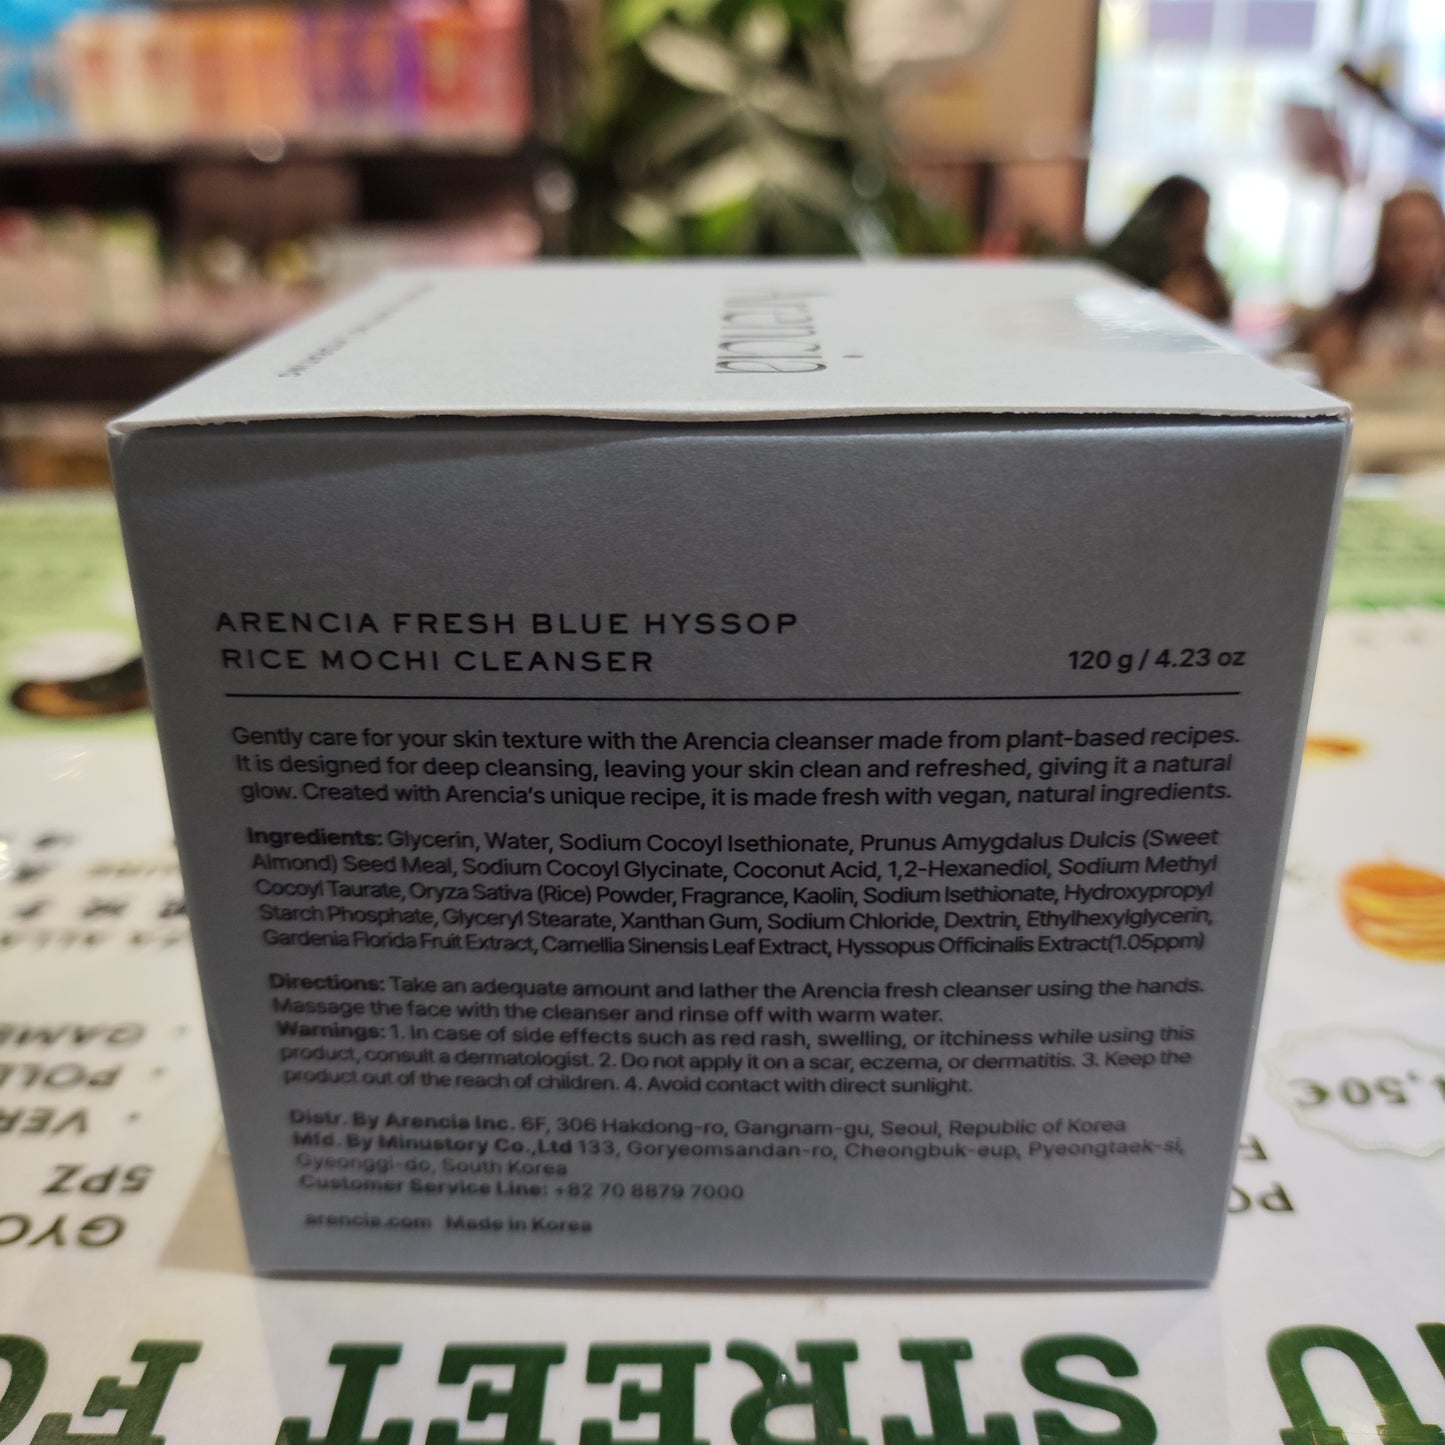 Arencia
ARENCIA FRESH BLUE HYSSOP
RICE MOCHI CLEANSER
120 g / 4.23 oz
Gently care for your skin texture with the Arencia cleanser made from plant-based recipes.
It is designed for deep cleansing, leaving your skin clean and refreshed, giving it a natural
glow. Created with Arencia's unique recipe, it is made fresh with vegan, natural ingredients.
Ingredients: Glycerin, Water, Sodium Cocoyl Isethionate, Prunus Amygdalus Dulcis (Sweet
Almond) Seed Meal, Sodium Cocoyl Glycinate, Coconut Acid, 1,2-Hexanediol, Sodium Methyl
Cocoyl Taurate, Oryza Sativa (Rice) Powder, Fragrance, Kaolin, Sodium Isethionate, Hydroxypropyl
Starch Phosphate, Glyceryl Stearate, Xanthan Gum, Sodium Chloride, Dextrin, Ethylhexylglycerin,
Gardenia Florida Fruit Extract, Camellia Sinensis Leaf Extract, Hyssopus Officinalis Extract(1.05ppm)
Directions: Take an adequate amount and lather the Arencia fresh cleanser using the hands.
Massage the face with the cleanser and rinse off with warm water.
Warnings: 1. In case of side effects such as red rash, swelling, or itchiness while using this
product, consult a dermatologist. 2. Do not apply it on a scar, eczema, or dermatitis. 3. Keep the
product out of the reach of children. 4. Avoid contact with direct sunlight.
Distr. By Arencia Inc. 6F, 306 Hakdong-ro, Gangnam-gu, Seoul, Republic of Korea
Mfd. By Minustory Co.,Ltd 133, Goryeomsandan-ro, Cheongbuk-eup, Pyeongtaek-si,
Gyeonggi-do, South Korea
Customer Service Line: +82 70 8879 7000
arencia.com Made in Korea
GAMB
POLL
VER
5PZ
GYO
,50€
PO
F
STREET
FO
U